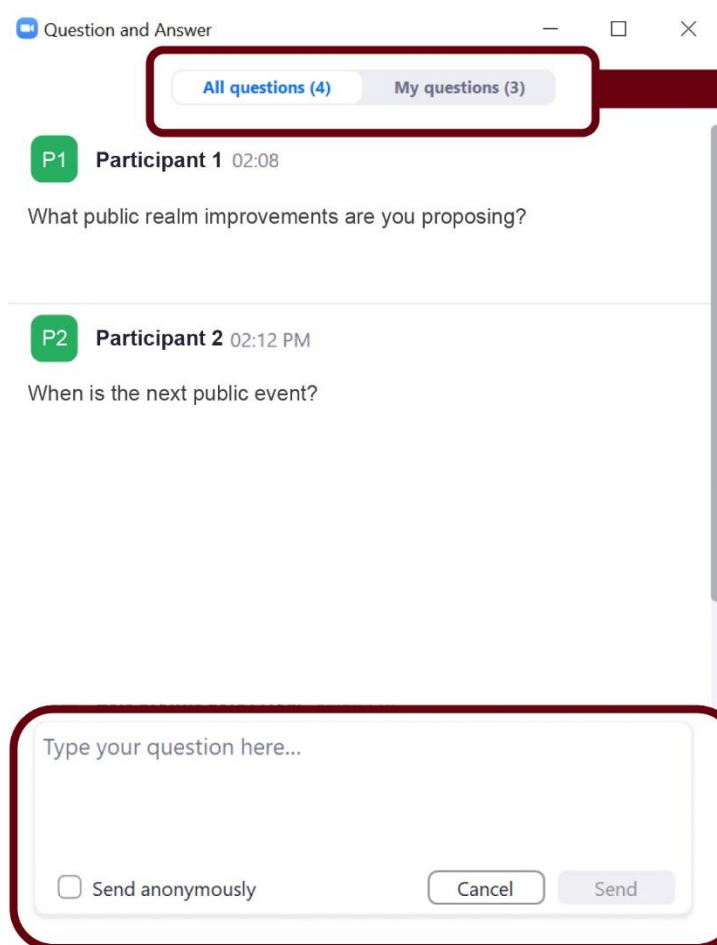 Question and Answer
All questions (4) My questions (3)
P1 Participant 1 02:08
What public realm improvements are you proposing?
P2 Participant 2 02:12 PM
When is the next public event?
Type your question here...
Send anonymously Cancel Send